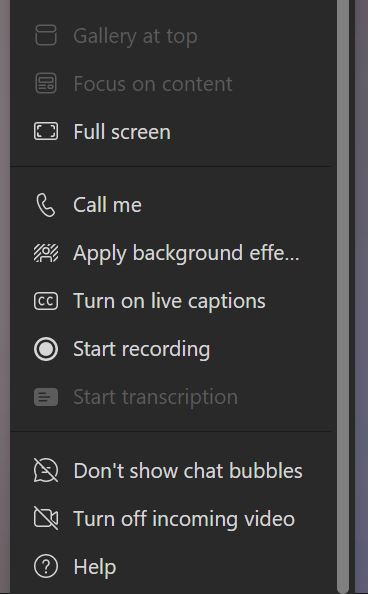 Gallery at top
Focus on content
Full screen
Call me
Apply background effe...
CC Turn on live captions
Start recording
Start transcription
Don't show chat bubbles
Turn off incoming video
? Help